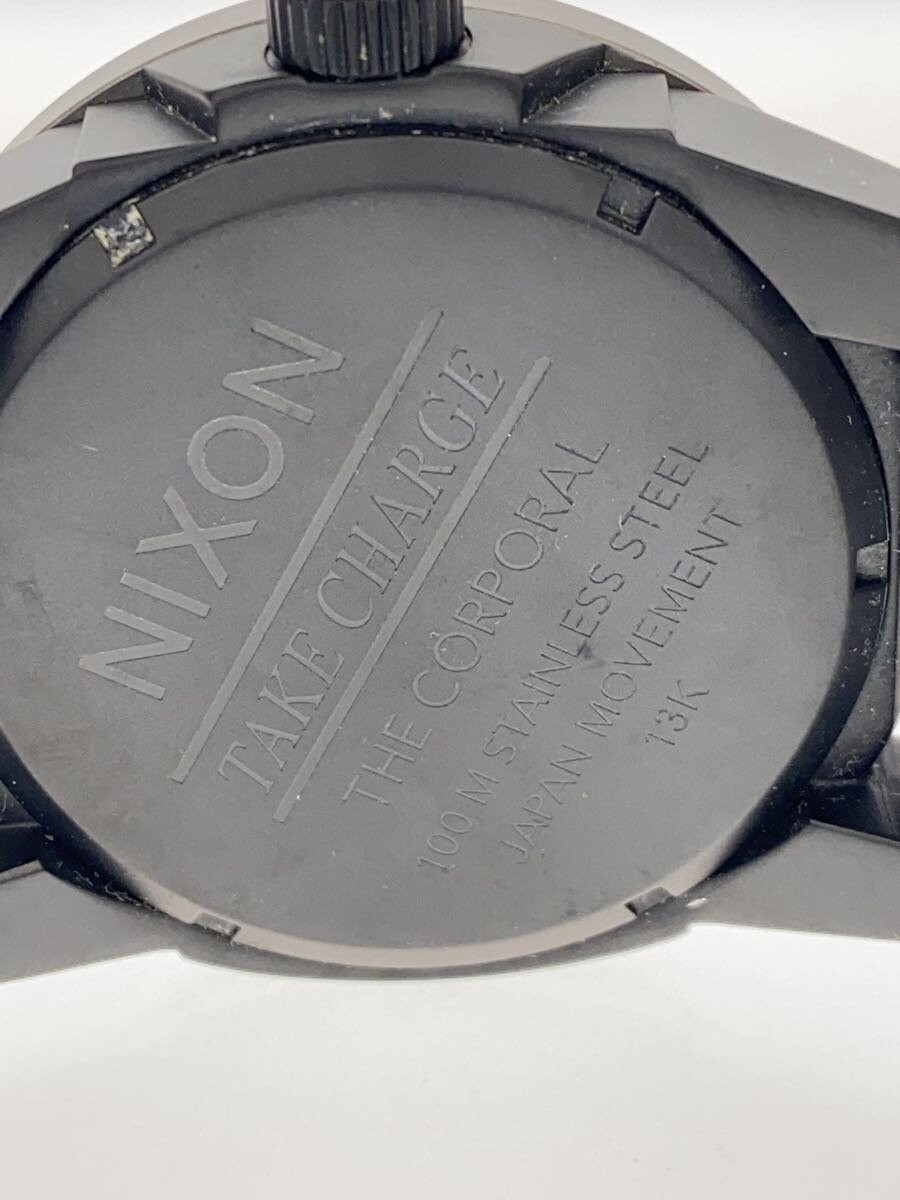 NIXON
TAKE CHARGE
THE CORPORAL
100 M STAINLESS STEEL
JAPAN MOVEMENT
13K